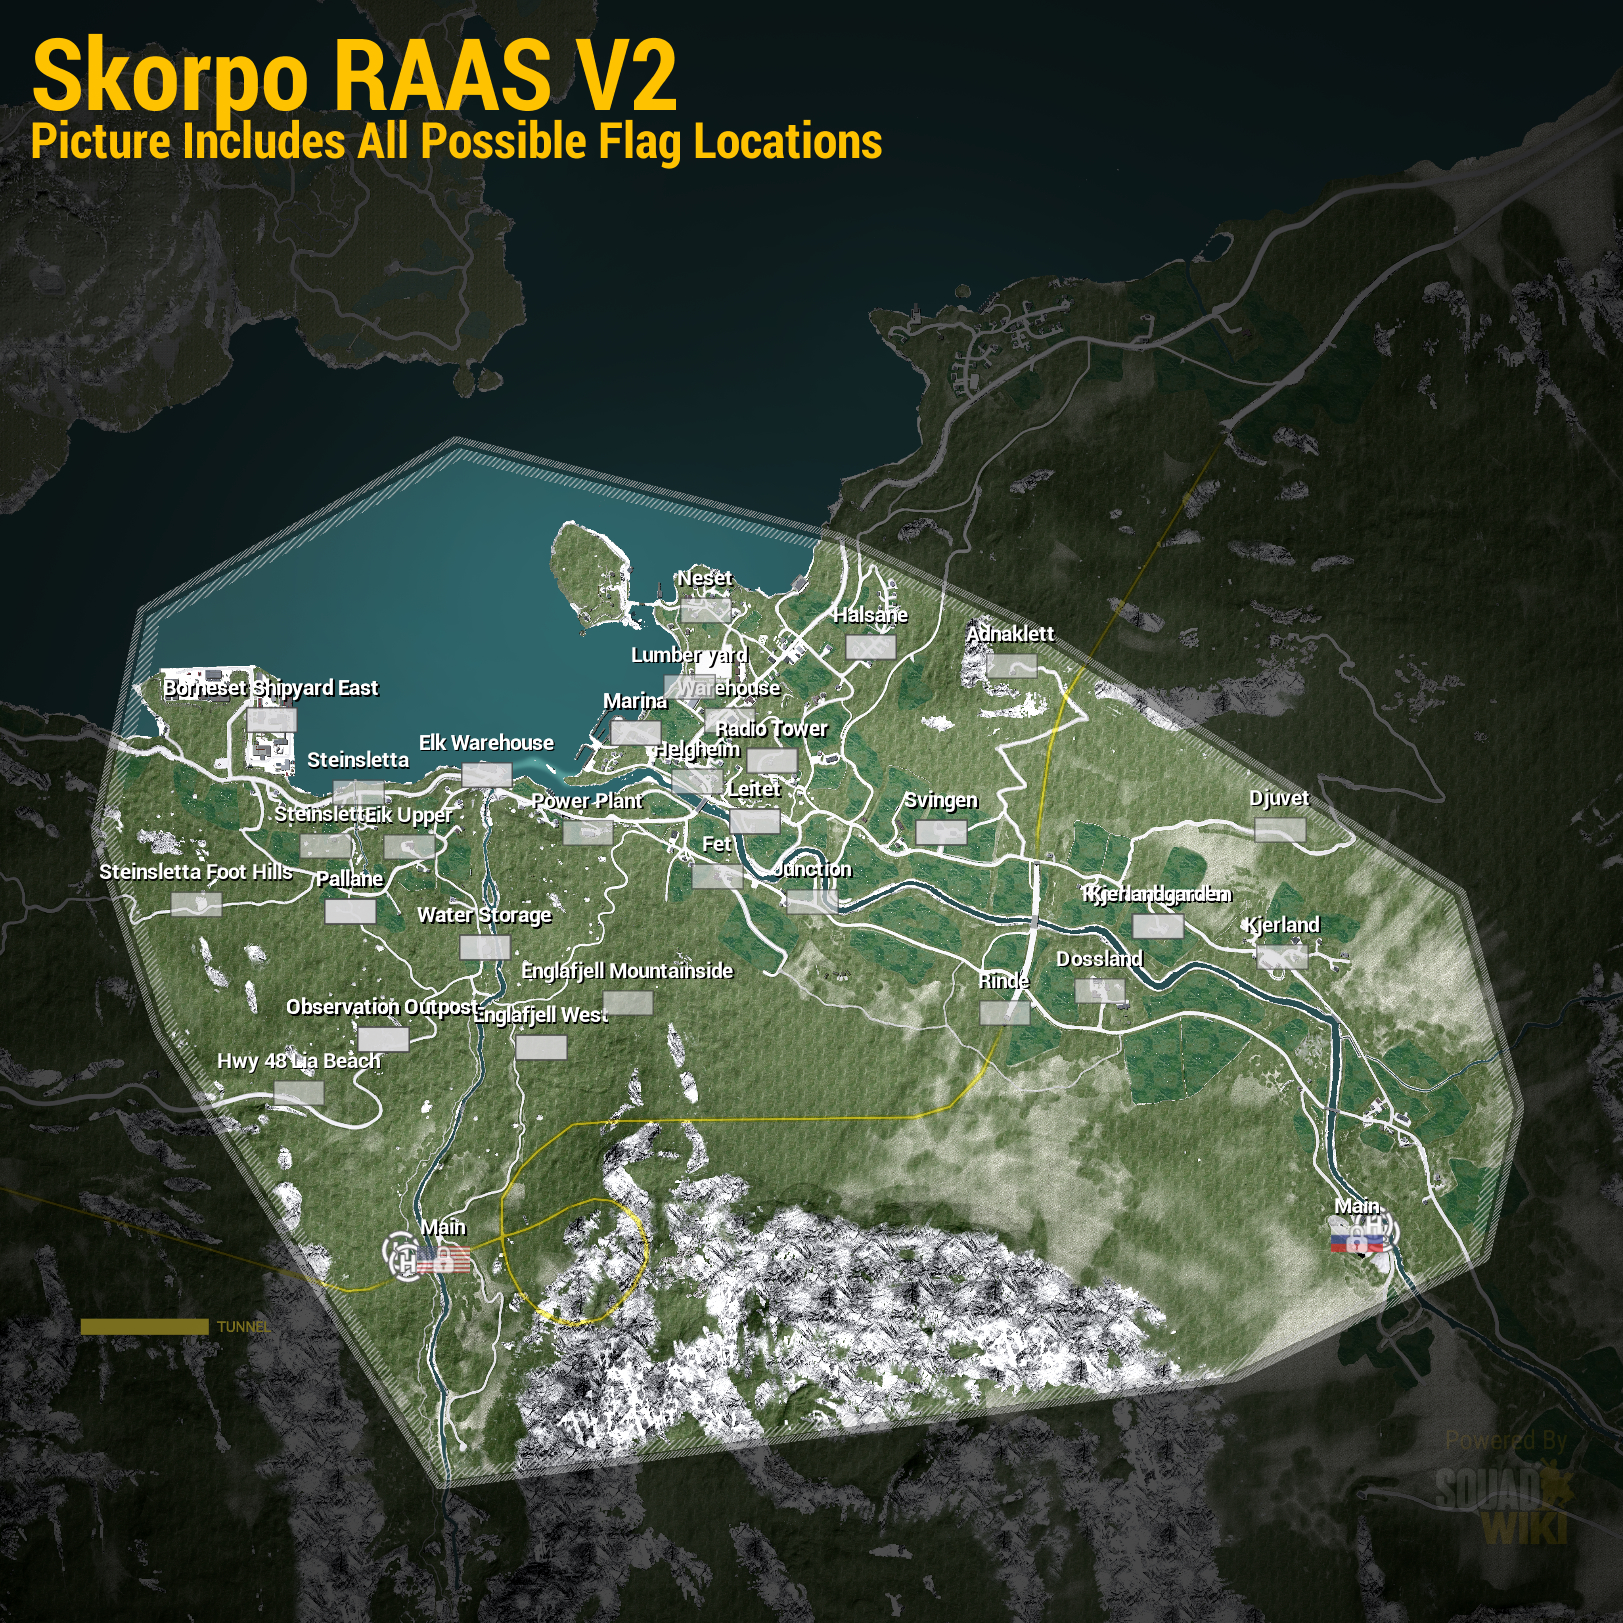 Skorpo RAAS V2
Picture Includes All Possible Flag Locations
Neset
Halsane
Adnaklett
Lumber yard
Borneset Shipyard East
Warehouse
Marina
Radio Tower
Elk Warehouse
Helgheim
Steinsletta
Leitet
Djuvet
Power Plant
Svingen
Eik Upper
Fet
Steinsletta Foot Hills
Junction
Pallane
Kjerland
Water Storage
Dossland
Englafjell Mountainside
Rinde
Observation Outpost
Englafjell West
Hwy 48 Lia Beach
Main
Main
H
H
TUNNEL
Powered By
SQUAD
WIKI